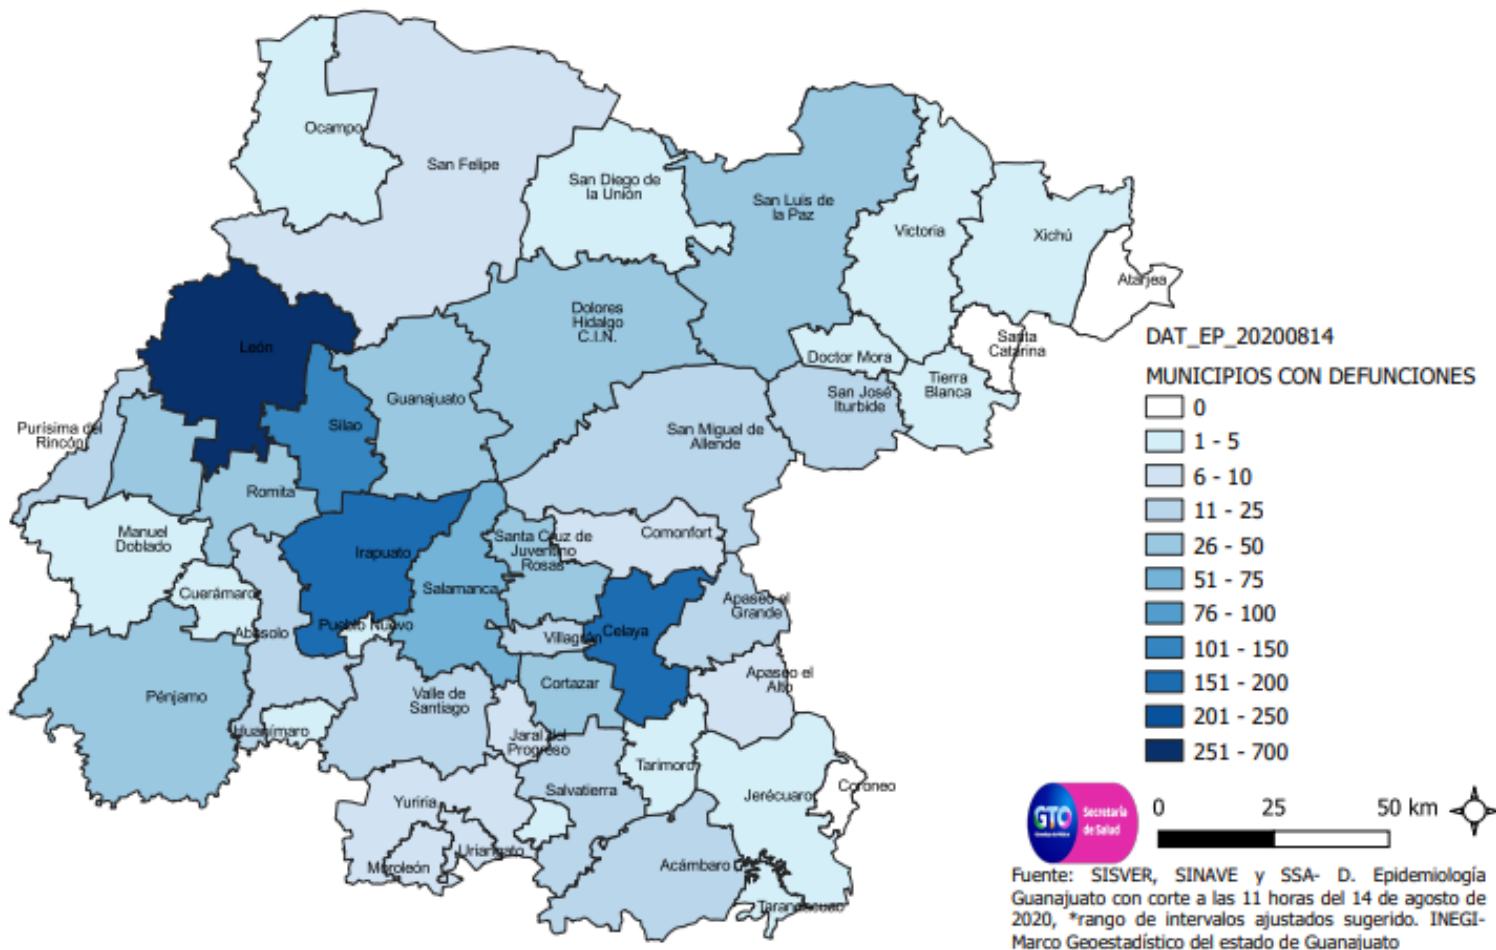 Ocampo
San Felipe
San Diego de
la Unión
San Luis de
la Paz
Victoria
Xichú
Atarjea
Santa
Catarina
Doctor Mora
Tierra
Blanca
San José
Iturbide
Dolores
Hidalgo
C.I.N.
León
Silao
Guanajuato
San Miguel de
Allende
Purísima del
Rincón
Romita
Manuel
Doblado
Irapuato
Santa Cruz de
Juventino
Rosas
Comonfort
Salamanca
Cuerámaro
Abasolo
Pueblo Nuevo
Villagrán
Celaya
Apaseo el
Grande
Apaseo el
Alto
Pénjamo
Valle de
Santiago
Cortazar
Huanímaro
Jaral del
Progreso
Tarimoro
Jerécuaro
Coroneo
Yuriria
Salvatierra
Moroleón
Uriangato
Acámbaro
Tarandacuao
DAT_EP_20200814
MUNICIPIOS CON DEFUNCIONES
0
1 - 5
6 - 10
11 - 25
26 - 50
51 - 75
76 - 100
101 - 150
151 - 200
201 - 250
251 - 700
GTO
Secretaría
de Salud
0 25 50 km
Fuente: SISVER, SINAVE y SSA- D. Epidemiología
Guanajuato con corte a las 11 horas del 14 de agosto de
2020, *rango de intervalos ajustados sugerido. INEGI-
Marco Geoestadístico del estado de Guanajuato